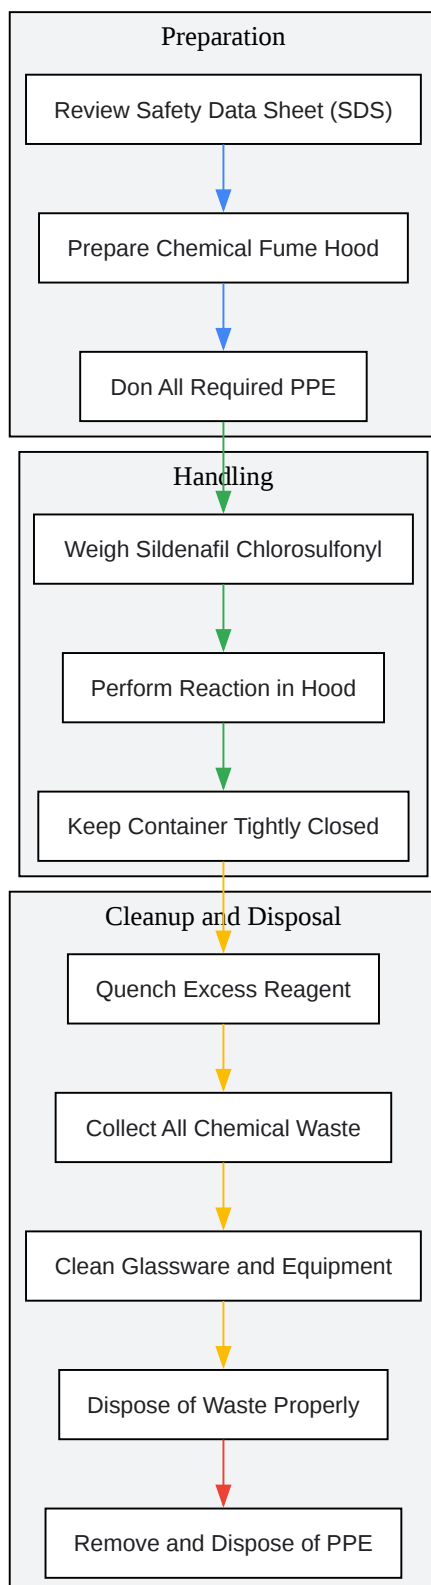 Preparation
Review Safety Data Sheet (SDS)
Prepare Chemical Fume Hood
Don All Required PPE
Handling
Weigh Sildenafil Chlorosulfonyl
Perform Reaction in Hood
Keep Container Tightly Closed
Cleanup and Disposal
Quench Excess Reagent
Collect All Chemical Waste
Clean Glassware and Equipment
Dispose of Waste Properly
Remove and Dispose of PPE